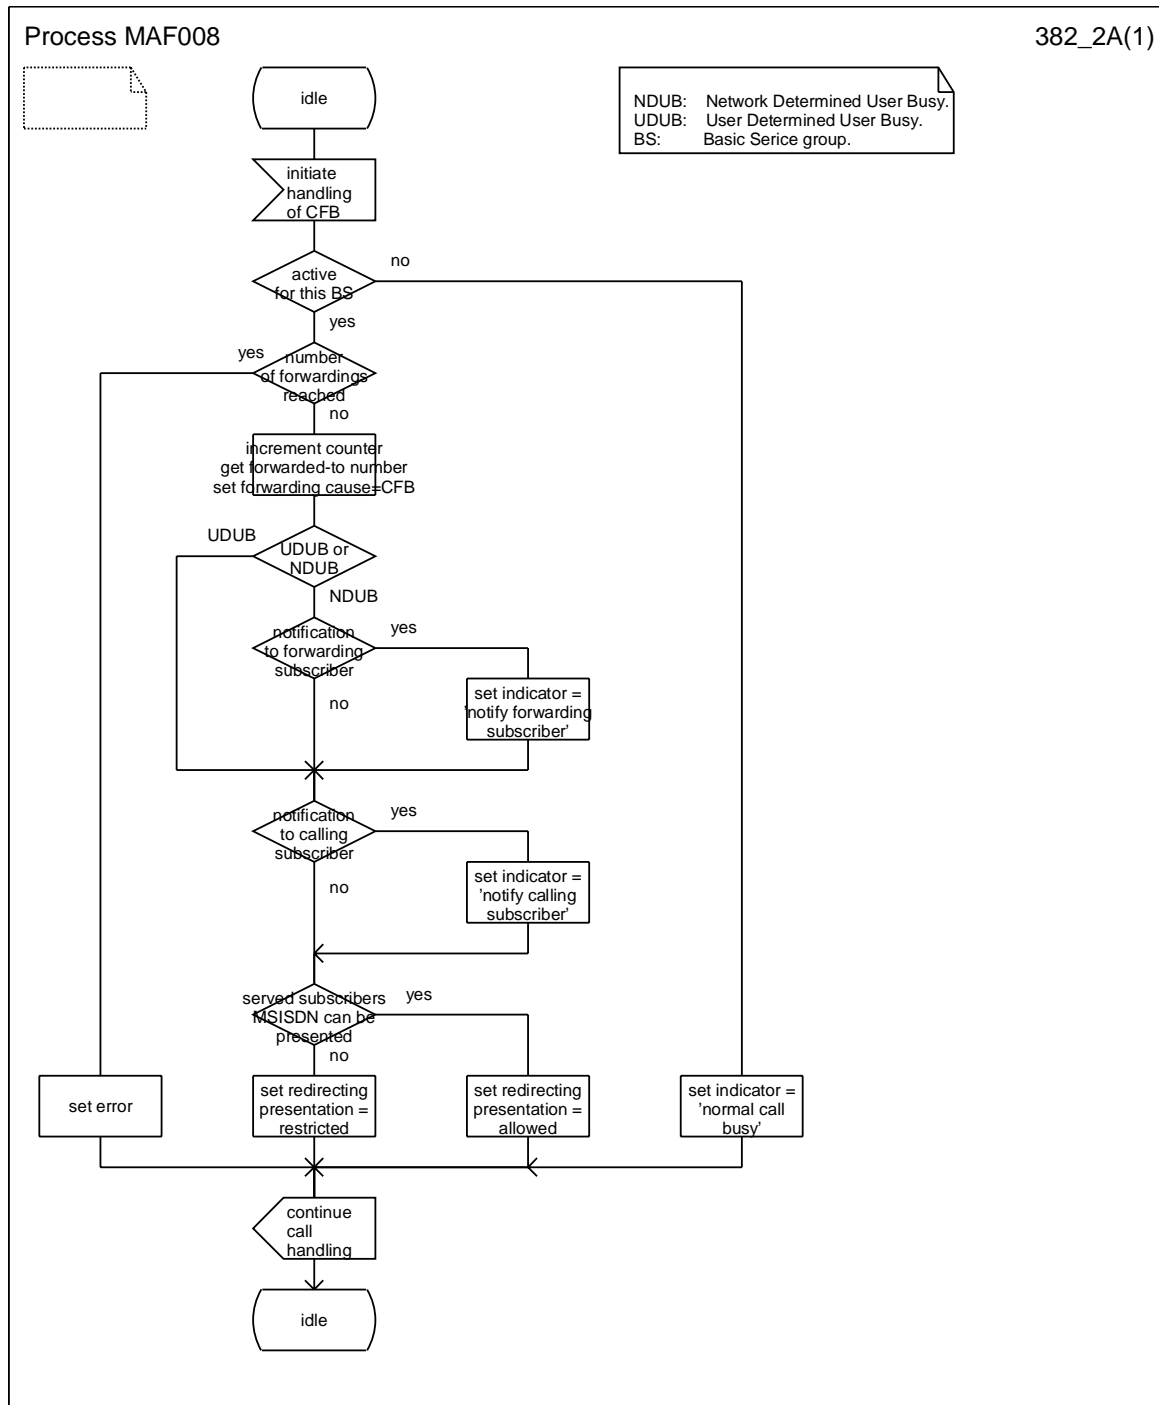 Process MAF008
382_2A(1)
idle
NDUB: Network Determined User Busy.
UDUB: User Determined User Busy.
BS: Basic Serice group.
initiate
handling
of CFB
active
for this BS
no
yes
number
of forwardings
reached
yes
no
increment counter
get forwarded-to number
set forwarding cause=CFB
UDUB or
NDUB
UDUB
NDUB
notification
to forwarding
subscriber
yes
no
set indicator =
'notify forwarding
subscriber'
notification
to calling
subscriber
yes
no
set indicator =
'notify calling
subscriber'
served subscribers
MSISDN can be
presented
yes
no
set error
set redirecting
presentation =
restricted
set redirecting
presentation =
allowed
set indicator =
'normal call
busy'
continue
call
handling
idle